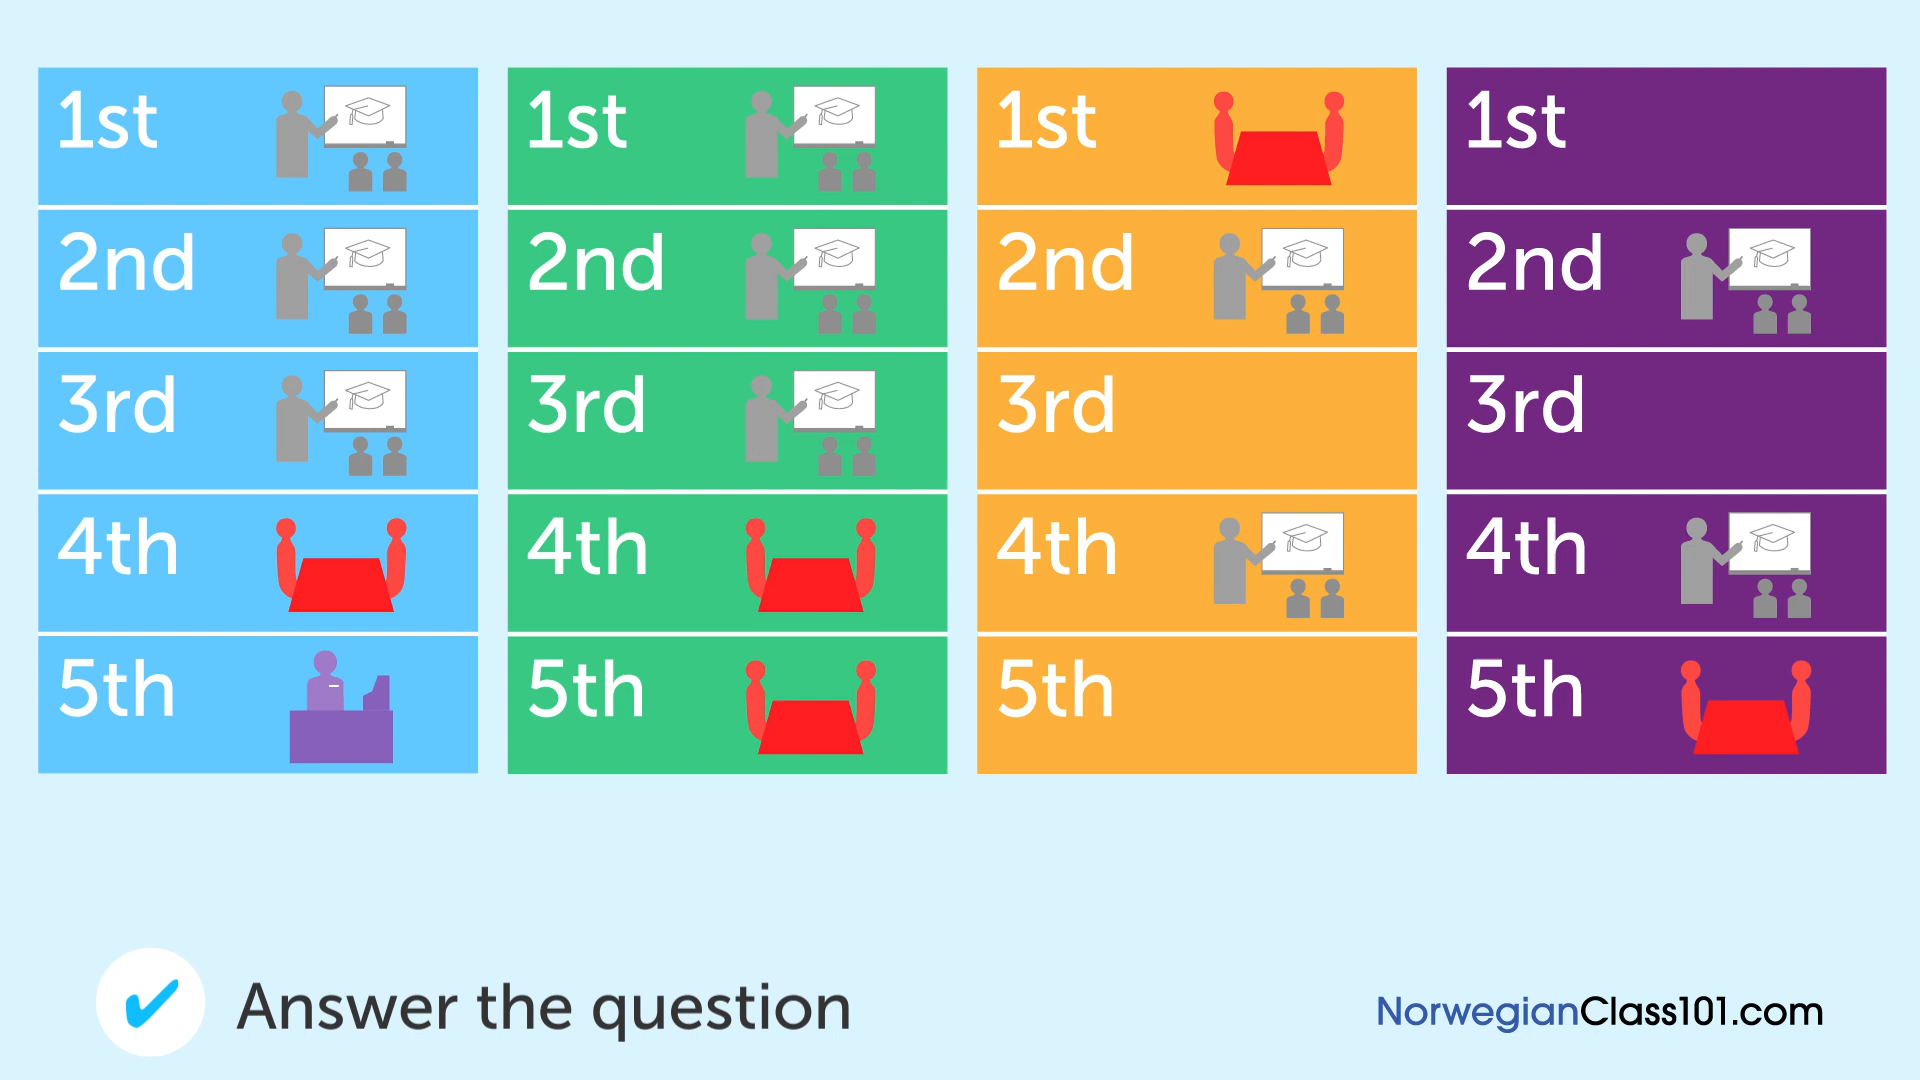 1st
2nd
3rd
4th
5th
1st
2nd
3rd
4th
5th
1st
2nd
3rd
4th
5th
1st
2nd
3rd
4th
5th
✔ Answer the question
NorwegianClass101.com